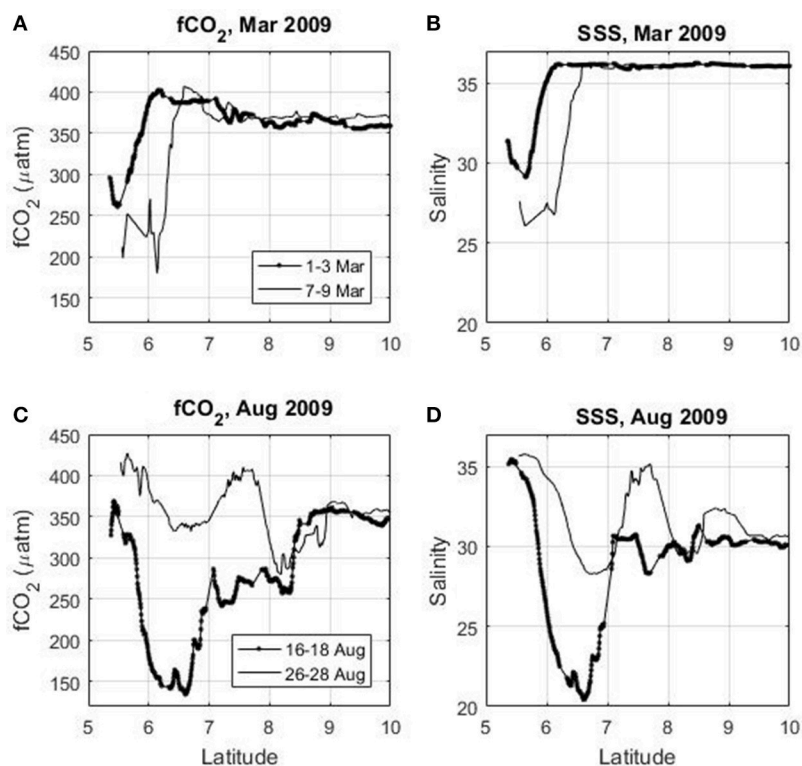 A
fCO2, Mar 2009
450
400
350
300
250
200
150
fCO2 (μatm)
1-3 Mar
7-9 Mar
5 6 7 8 9 10
B
SSS, Mar 2009
35
30
25
20
Salinity
5 6 7 8 9 10
C
fCO2, Aug 2009
450
400
350
300
250
200
150
fCO2 (μatm)
16-18 Aug
26-28 Aug
5 6 7 8 9 10
Latitude
D
SSS, Aug 2009
35
30
25
20
Salinity
5 6 7 8 9 10
Latitude